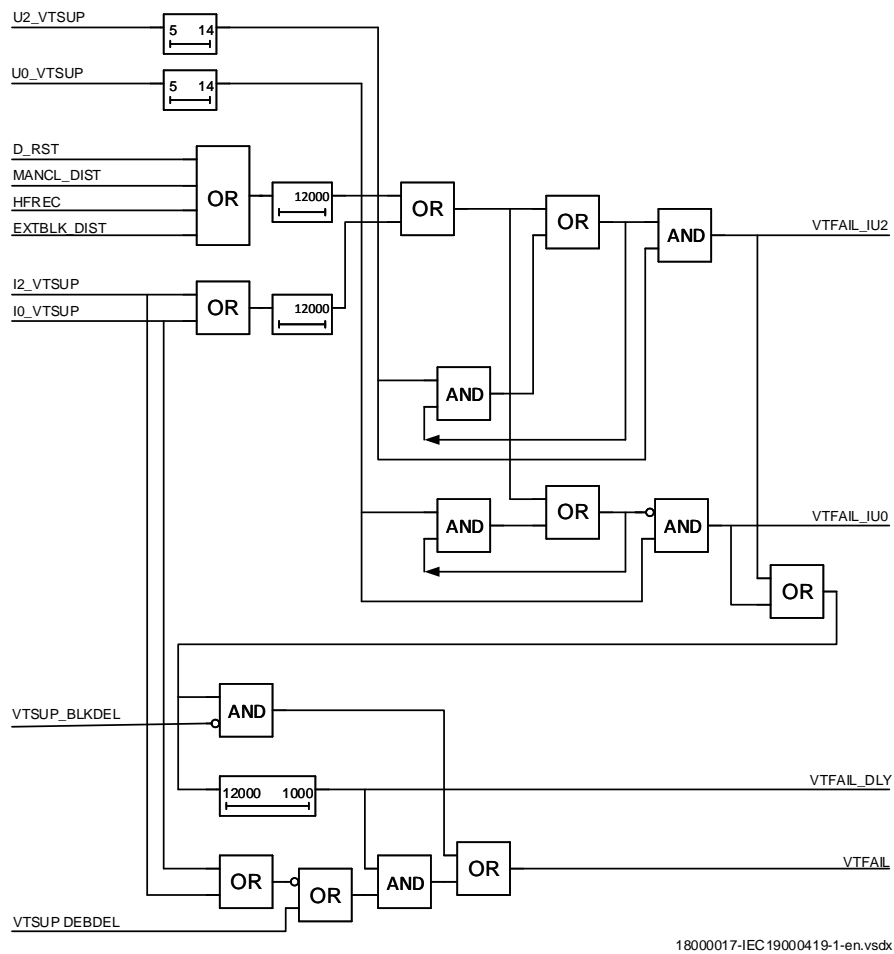 U2_VTSUP
5 14
U0_VTSUP
5 14
D_RST
MANCL_DIST
HFREC
EXTBLK_DIST
OR
12000
OR
OR
AND
VTFAIL_IU2
I2_VTSUP
I0_VTSUP
OR
12000
AND
AND
OR
AND
VTFAIL_IU0
OR
VTSUP_BLKDEL
AND
12000 1000
VTFAIL_DLY
OR
OR
AND
OR
VTFAIL
VTSUP DEBDEL
18000017-IEC19000419-1-en.vsdx